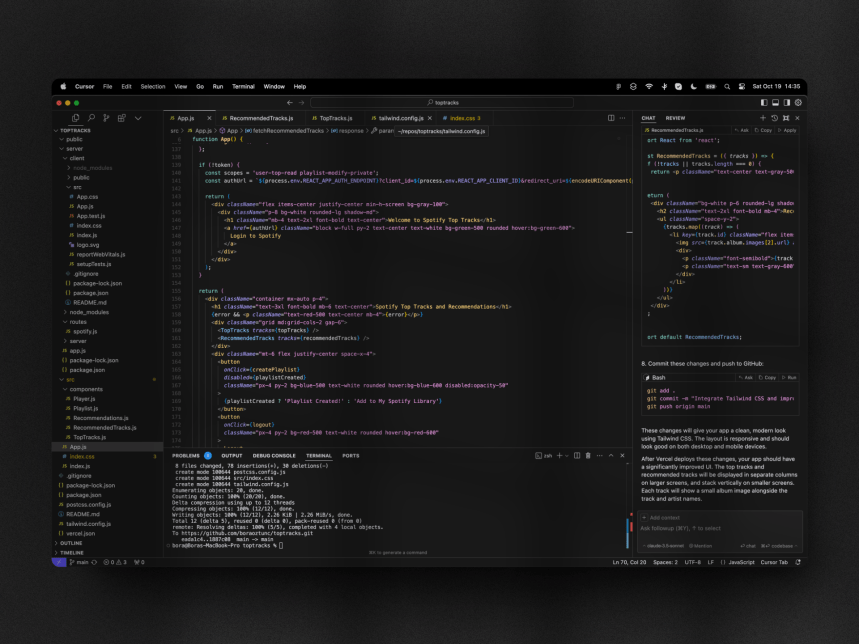 Cursor File Edit Selection View Go Run Terminal Window Help
Sat Oct 19 14:35
toptracks
App.js
RecommendedTracks.js
TopTracks.js
tailwind.config.js
index.css 3
src > App.js > App > fetchRecommendedTracks > response > param
~/repos/toptracks/tailwind.config.js
TOPTRACKS
public
server
client
node_modules
public
src
App.css
App.js
App.test.js
index.css
index.js
logo.svg
reportWebVitals.js
setupTests.js
.gitignore
package-lock.json
package.json
README.md
node_modules
routes
spotify.js
server
app.js
package-lock.json
package.json
src
components
Player.js
Playlist.js
Recommendations.js
RecommendedTracks.js
TopTracks.js
App.js
index.css 3
index.js
.gitignore
package-lock.json
package.json
postcss.config.js
README.md
tailwind.config.js
vercel.json
OUTLINE
TIMELINE
function App() {
};
if (!token) {
const scopes = 'user-top-read playlist-modify-private';
const authUrl = `${process.env.REACT_APP_AUTH_ENDPOINT}?client_id=${process.env.REACT_APP_CLIENT_ID}&redirect_uri=${encodeURIComponent(
return (
<div className="flex items-center justify-center min-h-screen bg-gray-100">
<div className="p-8 bg-white rounded-lg shadow-md">
<h1 className="mb-4 text-2xl font-bold text-center">Welcome to Spotify Top Tracks</h1>
<a href={authUrl} className="block w-full py-2 text-center text-white bg-green-500 rounded hover:bg-green-600">
Login to Spotify
</a>
</div>
</div>
);
}
return (
<div className="container mx-auto p-4">
<h1 className="text-3xl font-bold mb-6 text-center">Spotify Top Tracks and Recommendations</h1>
{error && <p className="text-red-500 text-center mb-4">{error}</p>}
<div className="grid md:grid-cols-2 gap-6">
<TopTracks tracks={topTracks} />
<RecommendedTracks tracks={recommendedTracks} />
</div>
<div className="mt-6 flex justify-center space-x-4">
<button
onClick={createPlaylist}
disabled={playlistCreated}
className="px-4 py-2 bg-blue-500 text-white rounded hover:bg-blue-600 disabled:opacity-50"
>
{playlistCreated ? 'Playlist Created!' : 'Add to My Spotify Library'}
</button>
<button
onClick={logout}
className="px-4 py-2 bg-red-500 text-white rounded hover:bg-red-600"
>
PROBLEMS OUTPUT DEBUG CONSOLE TERMINAL PORTS
zsh
8 files changed, 78 insertions(+), 30 deletions(-)
create mode 100644 postcss.config.js
create mode 100644 src/index.css
create mode 100644 tailwind.config.js
Enumerating objects: 20, done.
Counting objects: 100% (20/20), done.
Delta compression using up to 12 threads
Compressing objects: 100% (12/12), done.
Writing objects: 100% (12/12), 2.26 KiB | 2.26 MiB/s, done.
Total 12 (delta 5), reused 0 (delta 0), pack-reused 0 (from 0)
remote: Resolving deltas: 100% (5/5), completed with 4 local objects.
To https://github.com/boraoztunc/toptracks.git
main -> main
bora@Boras-MacBook-Pro toptracks %
⌘K to generate a command
CHAT REVIEW
RecommendedTracks.js Ask Copy Apply
ort React from 'react';
st RecommendedTracks = ({ tracks }) => {
f (!tracks || tracks.length === 0) {
return <p className="text-center text-gray-50
eturn (
<div className="bg-white p-6 rounded-lg shadow
<h2 className="text-2xl font-bold mb-4">Reco
<ul className="space-y-2">
{tracks.map((track) => (
<li key={track.id} className="flex item
<img src={track.album.images[2].url}
<div>
<p className="font-semibold">{track
<p className="text-sm text-gray-600"
</div>
</li>
))}
</ul>
</div>
;
ort default RecommendedTracks;
8. Commit these changes and push to GitHub:
Bash Ask Copy Run
git add .
git commit -m "Integrate Tailwind CSS and impro
git push origin main
These changes will give your app a clean, modern look
using Tailwind CSS. The layout is responsive and should
look good on both desktop and mobile devices.
After Vercel deploys these changes, your app should have
a significantly improved UI. The top tracks and
recommended tracks will be displayed in separate columns
on larger screens, and stack vertically on smaller screens.
Each track will show a small album image alongside the
track and artist names.
+ Add context
Ask followup (⌘Y), ↑ to select
claude-3.5-sonnet Mention chat codebase
main 0 3 0
Ln 70, Col 20 Spaces: 2 UTF-8 LF JavaScript Cursor Tab